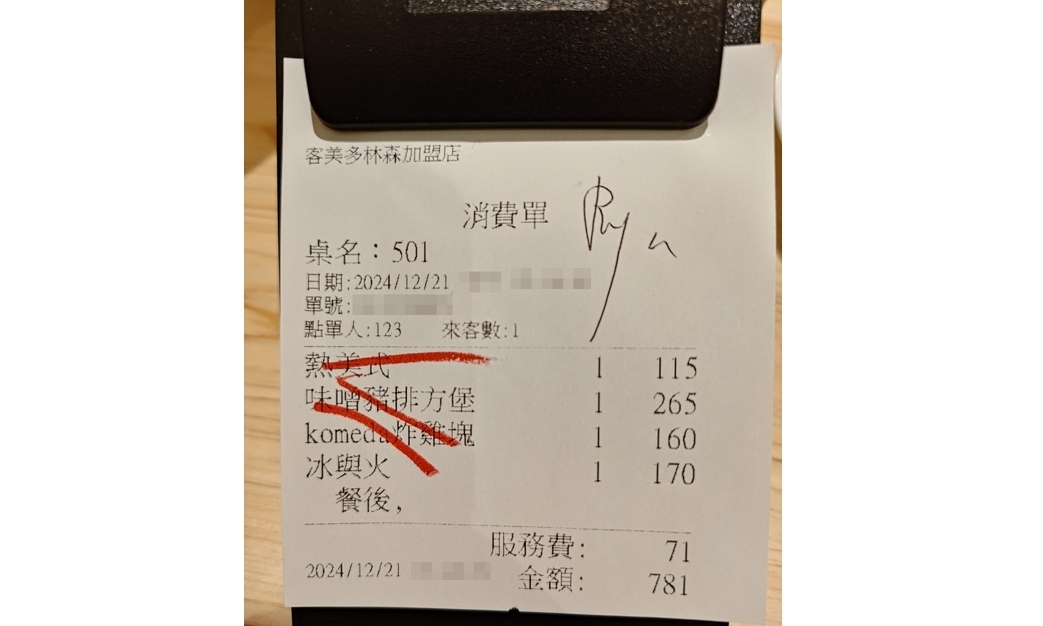 客美多林森加盟店
消費單
桌名：501
日期:2024/12/21
單號:
點單人:123 來客數:1
熱美式 1 115
味噌豬排方堡 1 265
komeda炸雞塊 1 160
冰與火 1 170
餐後,
服務費: 71
2024/12/21 金額: 781